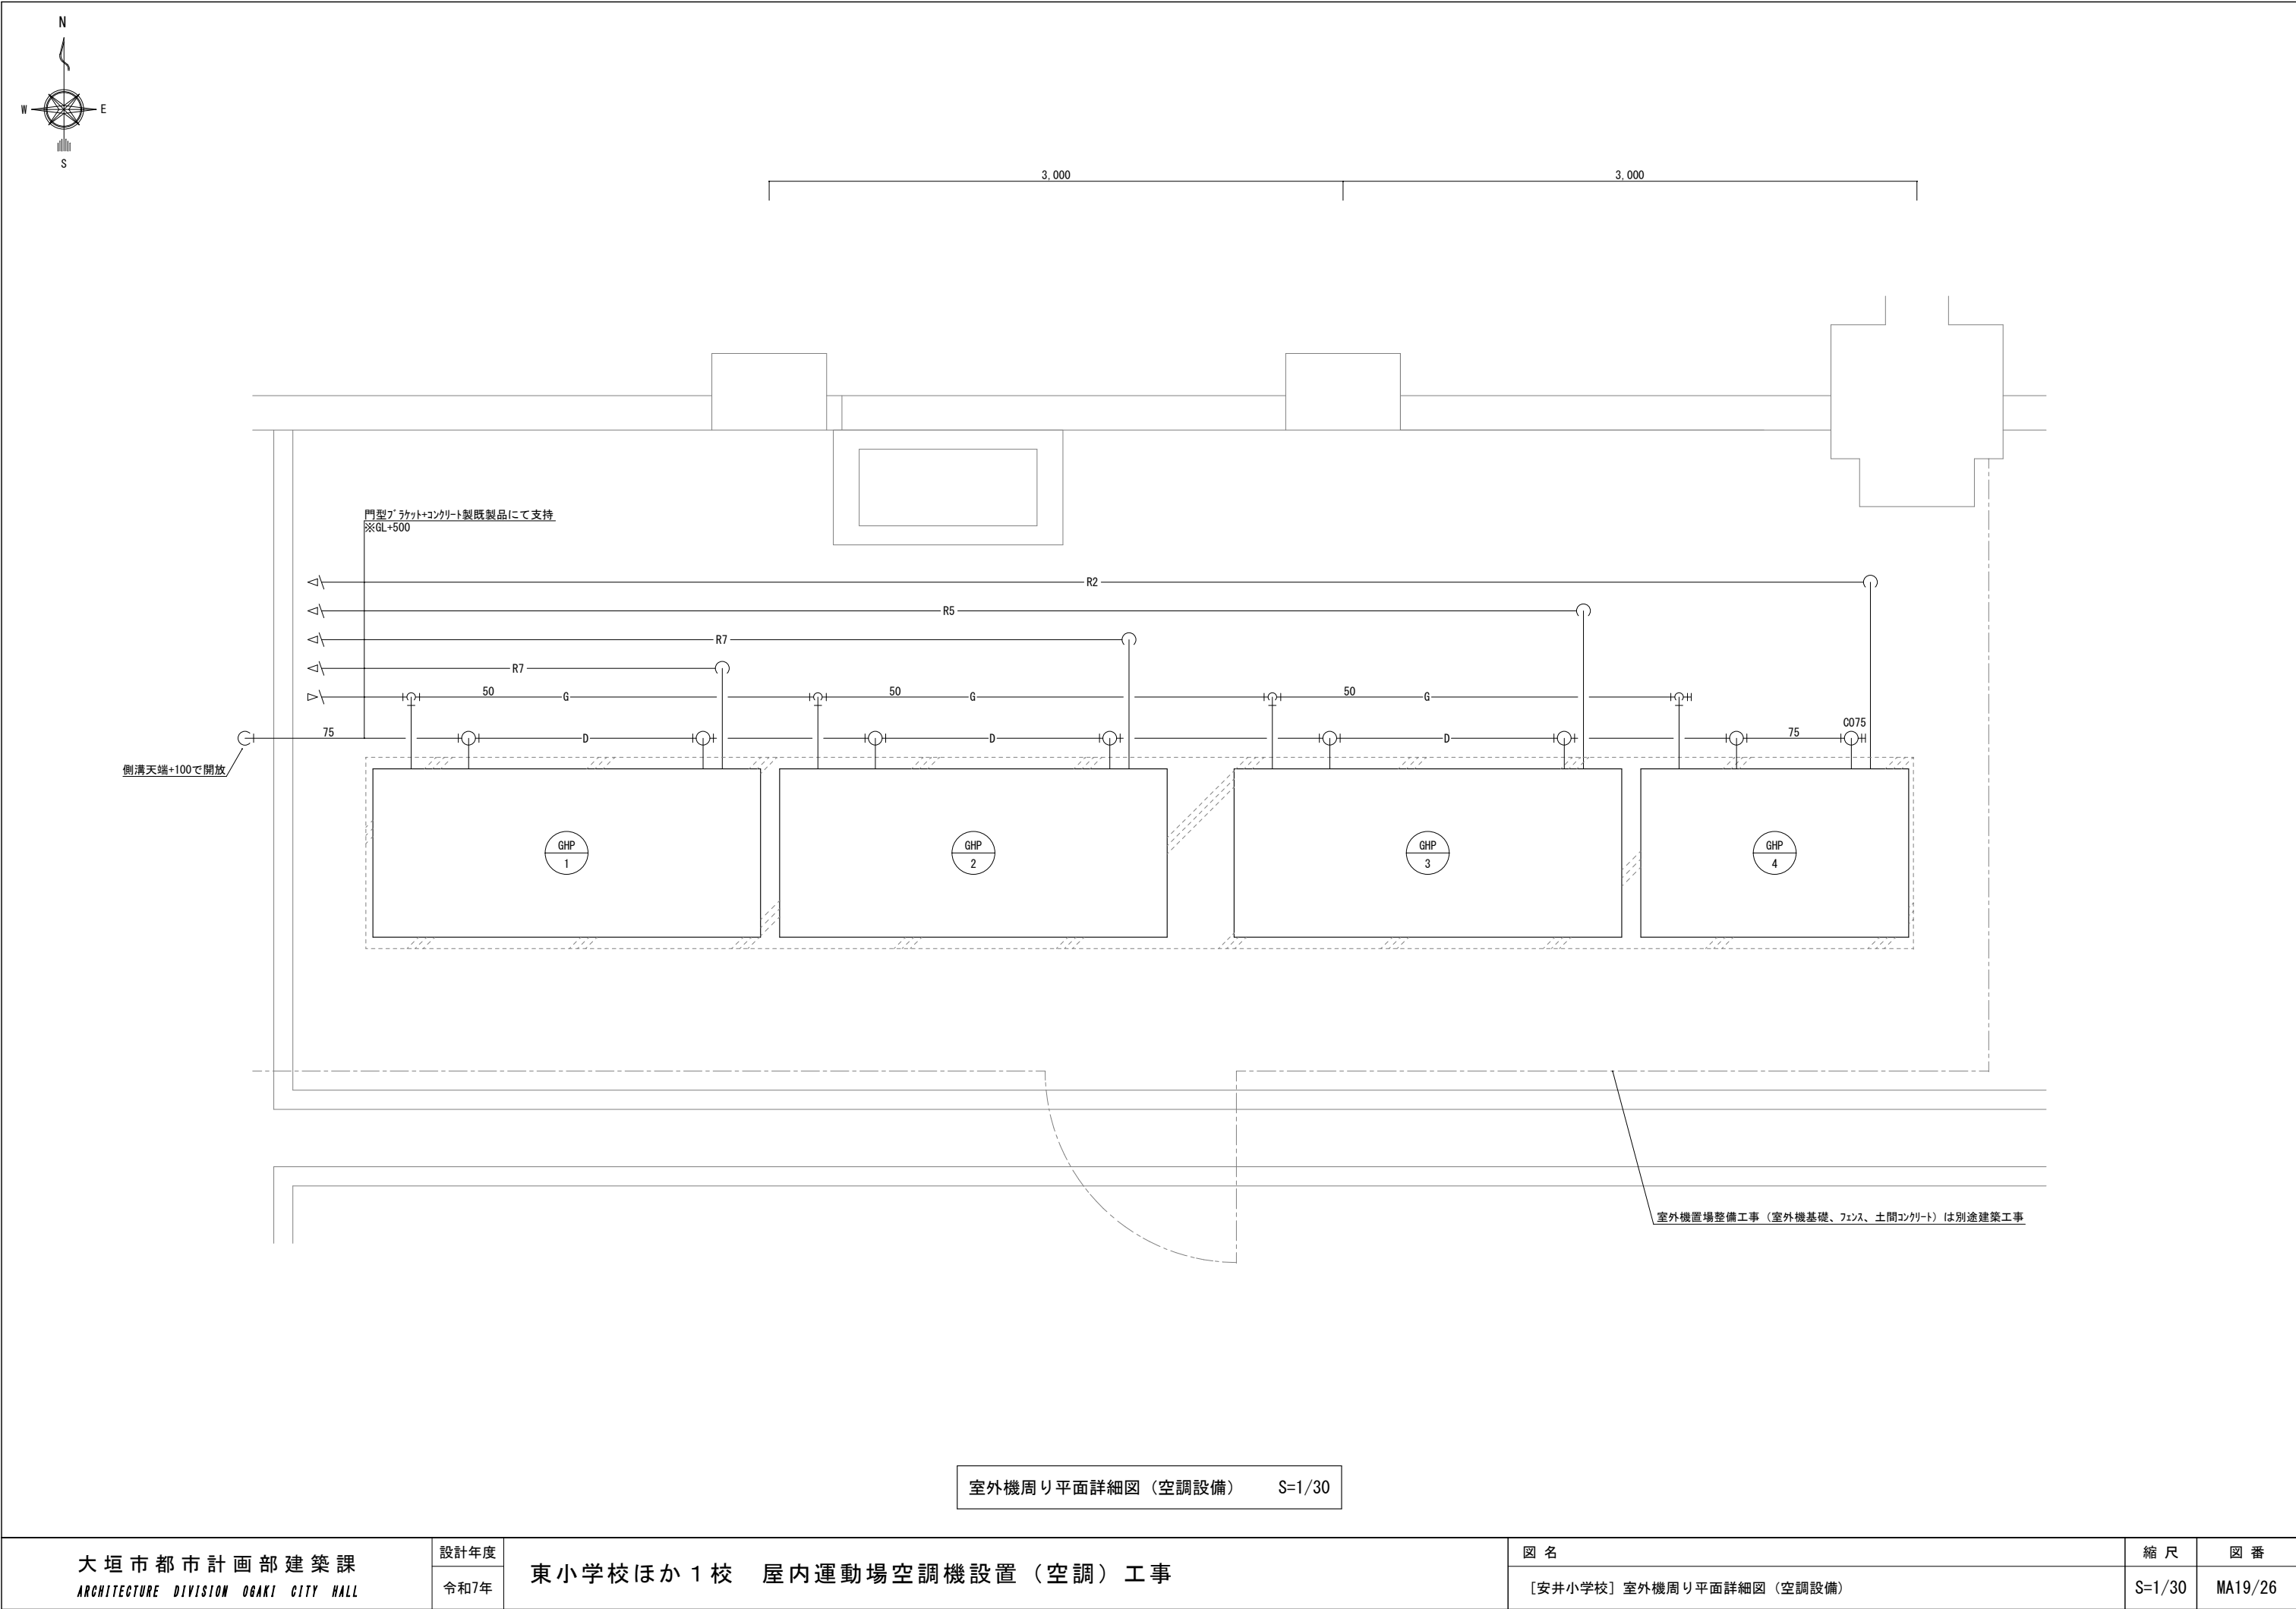 N
W
E
S
3,000
3,000
門型ﾌﾞﾗｹｯﾄ+ｺﾝｸﾘｰﾄ製既製品にて支持
※GL+500
R2
R5
R7
R7
50
G
50
G
50
G
75
D
D
D
75
CO75
側溝天端+100で開放
GHP
1
GHP
2
GHP
3
GHP
4
室外機置場整備工事（室外機基礎、ﾌｪﾝｽ、土間ｺﾝｸﾘｰﾄ）は別途建築工事
室外機周り平面詳細図（空調設備） S=1/30
大垣市都市計画部建築課
ARCHITECTURE DIVISION OGAKI CITY HALL
設計年度
令和7年
東小学校ほか１校 屋内運動場空調機設置（空調）工事
図 名
［安井小学校］室外機周り平面詳細図（空調設備）
縮 尺
S=1/30
図 番
MA19/26